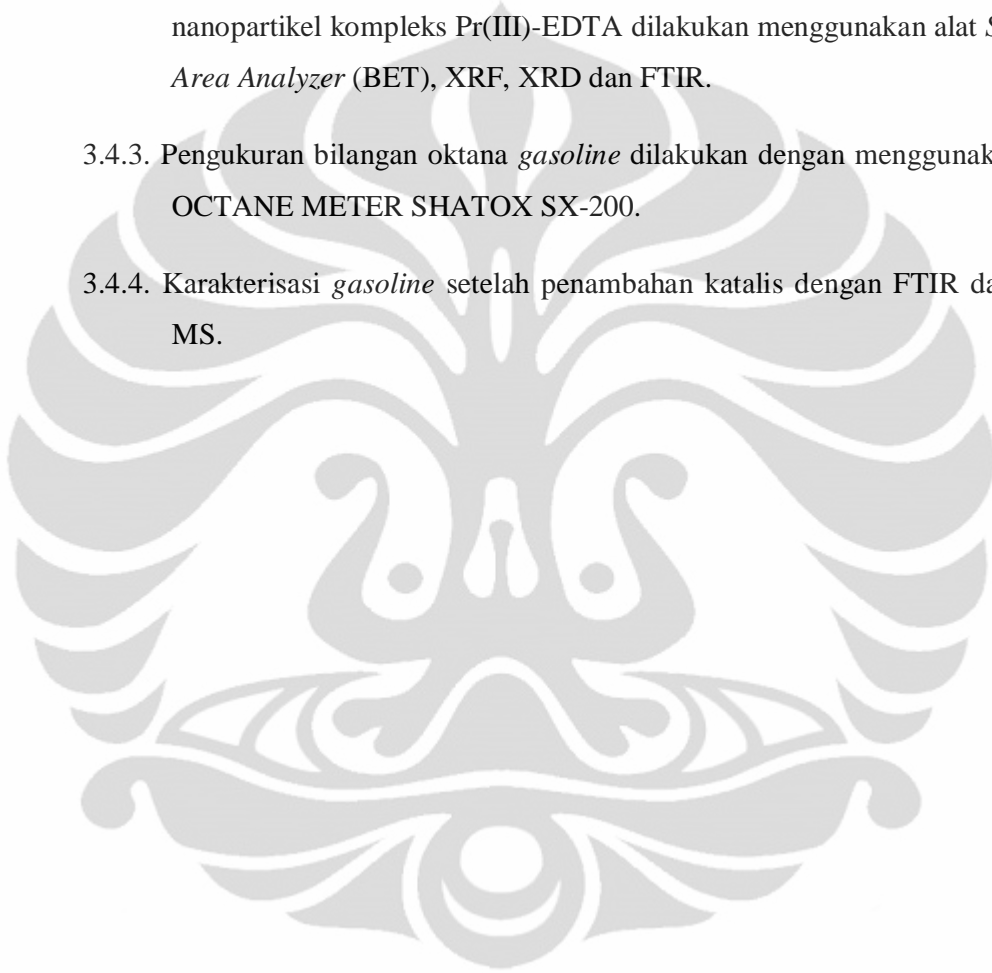 nanopartikel kompleks Pr(III)-EDTA dilakukan menggunakan alat S
Area Analyzer (BET), XRF, XRD dan FTIR.
3.4.3. Pengukuran bilangan oktana gasoline dilakukan dengan menggunak
OCTANE METER SHATOX SX-200.
3.4.4. Karakterisasi gasoline setelah penambahan katalis dengan FTIR da
MS.